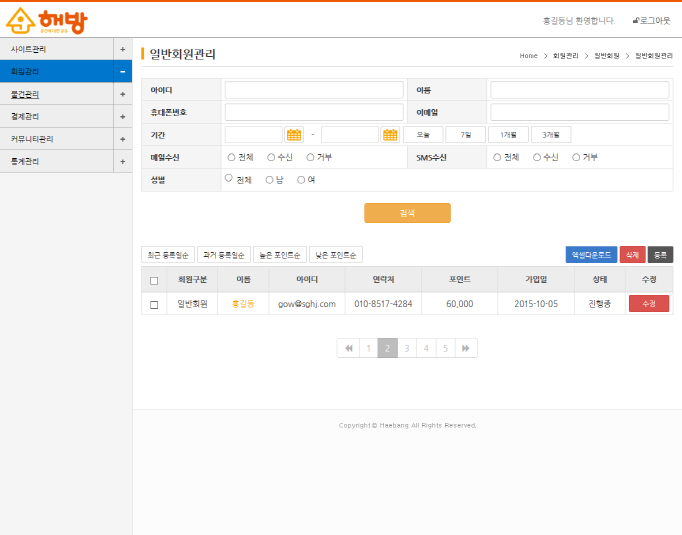 해방
홍길동님 환영합니다. 로그아웃
사이트관리 +
회원관리 −
물건관리 +
결제관리 +
커뮤니티관리 +
통계관리 +
일반회원관리
Home > 회원관리 > 일반회원 > 일반회원관리
아이디 이름
휴대폰번호 이메일
기간 - 오늘 7일 1개월 3개월
메일수신 전체 수신 거부 SMS수신 전체 수신 거부
성별 전체 남 여
검색
최근 등록일순 과거 등록일순 높은 포인트순 낮은 포인트순 엑셀다운로드 삭제 등록
회원구분 이름 아이디 연락처 포인트 가입일 상태 수정
일반회원 홍길동 gow@sghj.com 010-8517-4284 60,000 2015-10-05 진행중 수정
1 2 3 4 5
Copyright © Haebang All Rights Reserved.